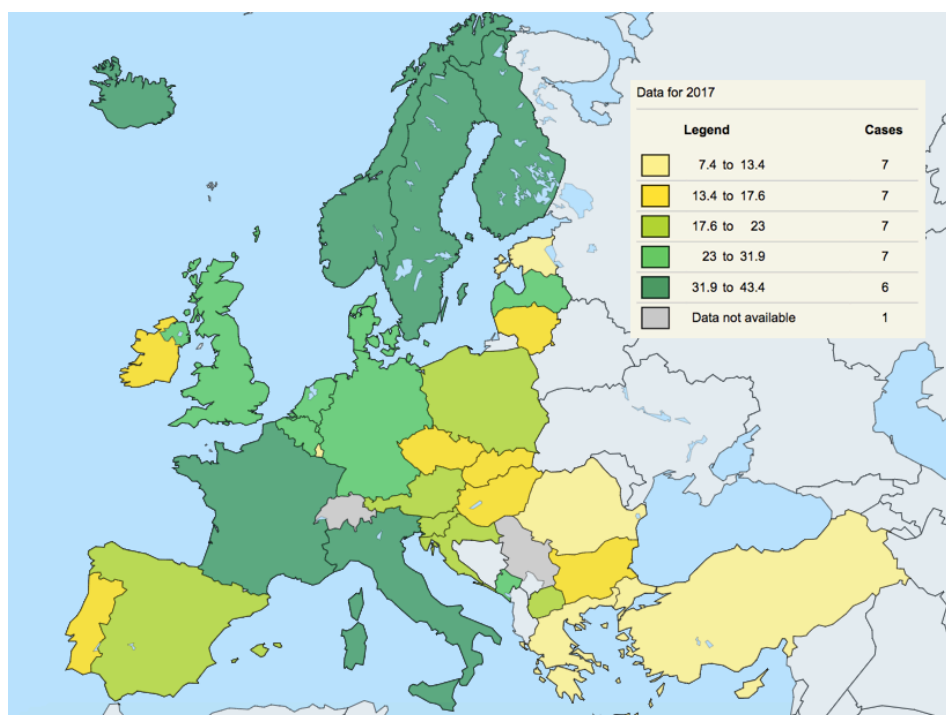 Data for 2017
Legend Cases
7.4 to 13.4 7
13.4 to 17.6 7
17.6 to 23 7
23 to 31.9 7
31.9 to 43.4 6
Data not available 1